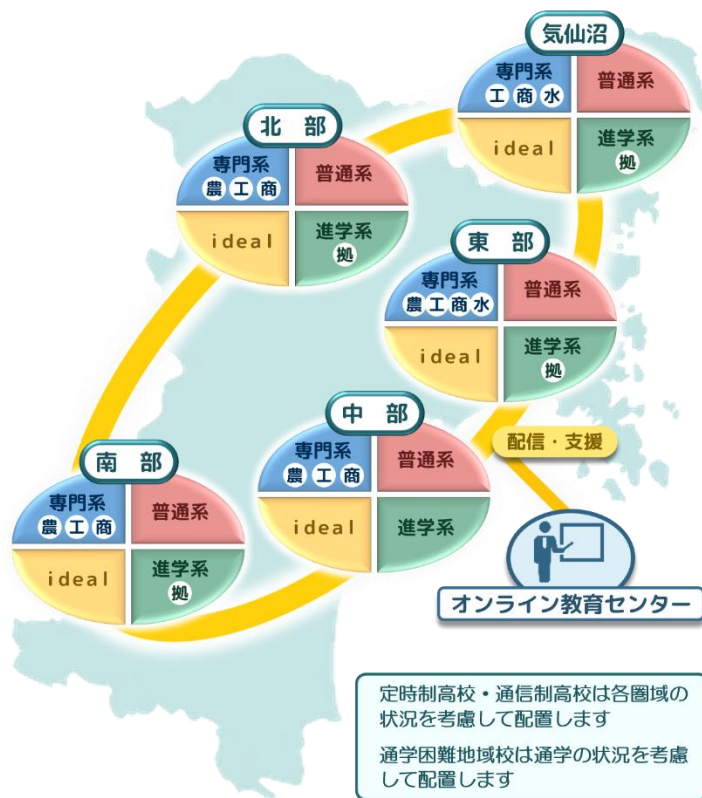 気仙沼
専門系
工 商 水
普通系
ideal
進学系
拠
北 部
専門系
農 工 商
普通系
ideal
進学系
拠
東 部
専門系
農 工 商 水
普通系
ideal
進学系
拠
中 部
専門系
農 工 商
普通系
ideal
進学系
南 部
専門系
農 工 商
普通系
ideal
進学系
拠
配信・支援
オンライン教育センター
定時制高校・通信制高校は各圏域の
状況を考慮して配置します
通学困難地域校は通学の状況を考慮
して配置します